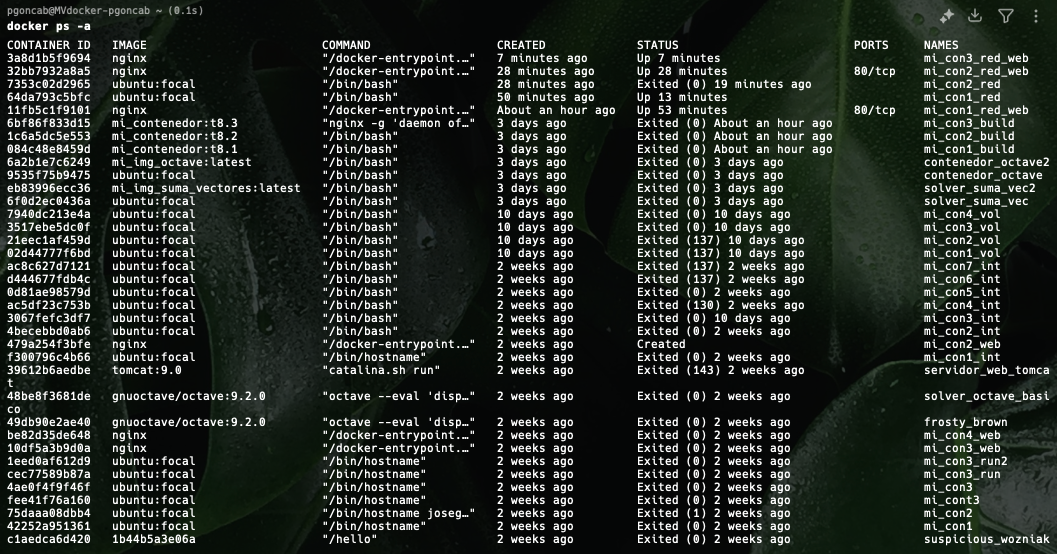 pgoncab@MVdocker-pgoncab ~ (0.1s)
docker ps -a
CONTAINER ID   IMAGE                         COMMAND                  CREATED             STATUS                         PORTS     NAMES
3a8d1b5f9694   nginx                         "/docker-entrypoint.…"   7 minutes ago       Up 7 minutes                             mi_con3_red_web
32bb7932a8a5   nginx                         "/docker-entrypoint.…"   28 minutes ago      Up 28 minutes                  80/tcp    mi_con2_red_web
7353c02d2965   ubuntu:focal                  "/bin/bash"              28 minutes ago      Exited (0) 19 minutes ago                mi_con2_red
64da793c5bfc   ubuntu:focal                  "/bin/bash"              50 minutes ago      Up 13 minutes                            mi_con1_red
11fb5c1f9101   nginx                         "/docker-entrypoint.…"   About an hour ago   Up 53 minutes                  80/tcp    mi_con1_red_web
6bf86f833d15   mi_contenedor:t8.3            "nginx -g 'daemon of…"   3 days ago          Exited (0) About an hour ago             mi_con3_build
1c6a5dc5e553   mi_contenedor:t8.2            "/bin/bash"              3 days ago          Exited (0) About an hour ago             mi_con2_build
084c48e8459d   mi_contenedor:t8.1            "/bin/bash"              3 days ago          Exited (0) About an hour ago             mi_con1_build
6a2b1e7c6249   mi_img_octave:latest          "/bin/bash"              3 days ago          Exited (0) 3 days ago                    contenedor_octave2
9535f75b9475   ubuntu:focal                  "/bin/bash"              3 days ago          Exited (0) 3 days ago                    contenedor_octave
eb83996ecc36   mi_img_suma_vectores:latest   "/bin/bash"              3 days ago          Exited (0) 3 days ago                    solver_suma_vec2
6f0d2ec0436a   ubuntu:focal                  "/bin/bash"              3 days ago          Exited (0) 3 days ago                    solver_suma_vec
7940dc213e4a   ubuntu:focal                  "/bin/bash"              10 days ago         Exited (0) 10 days ago                   mi_con4_vol
3517ebe5dc0f   ubuntu:focal                  "/bin/bash"              10 days ago         Exited (0) 10 days ago                   mi_con3_vol
21eec1af459d   ubuntu:focal                  "/bin/bash"              10 days ago         Exited (137) 10 days ago                 mi_con2_vol
02d44777f6bd   ubuntu:focal                  "/bin/bash"              10 days ago         Exited (137) 10 days ago                 mi_con1_vol
ac8c627d7121   ubuntu:focal                  "/bin/bash"              2 weeks ago         Exited (137) 2 weeks ago                 mi_con7_int
d444677fdb4c   ubuntu:focal                  "/bin/bash"              2 weeks ago         Exited (137) 2 weeks ago                 mi_con6_int
0d81ae98579d   ubuntu:focal                  "/bin/bash"              2 weeks ago         Exited (0) 2 weeks ago                   mi_con5_int
ac5df23c753b   ubuntu:focal                  "/bin/bash"              2 weeks ago         Exited (130) 2 weeks ago                 mi_con4_int
3067fefc3df7   ubuntu:focal                  "/bin/bash"              2 weeks ago         Exited (0) 10 days ago                   mi_con3_int
4becebbd0ab6   ubuntu:focal                  "/bin/bash"              2 weeks ago         Exited (0) 2 weeks ago                   mi_con2_int
479a254f3bfe   nginx                         "/docker-entrypoint.…"   2 weeks ago         Created                                  mi_con2_web
f300796c4b66   ubuntu:focal                  "/bin/hostname"          2 weeks ago         Exited (0) 2 weeks ago                   mi_con1_int
39612b6aedbe   tomcat:9.0                    "catalina.sh run"        2 weeks ago         Exited (143) 2 weeks ago                 servidor_web_tomca
t
48be8f3681de   gnuoctave/octave:9.2.0        "octave --eval 'disp…"   2 weeks ago         Exited (0) 2 weeks ago                   solver_octave_basi
co
49db90e2ae40   gnuoctave/octave:9.2.0        "octave --eval 'disp…"   2 weeks ago         Exited (0) 2 weeks ago                   frosty_brown
be82d35de648   nginx                         "/docker-entrypoint.…"   2 weeks ago         Exited (0) 2 weeks ago                   mi_con4_web
10df5a3b9d0a   nginx                         "/docker-entrypoint.…"   2 weeks ago         Exited (0) 2 weeks ago                   mi_con3_web
1eed0af612d9   ubuntu:focal                  "/bin/hostname"          2 weeks ago         Exited (0) 2 weeks ago                   mi_con3_run2
cec77589b87a   ubuntu:focal                  "/bin/hostname"          2 weeks ago         Exited (0) 2 weeks ago                   mi_con3_run
4ae0f4f9f46f   ubuntu:focal                  "/bin/hostname"          2 weeks ago         Exited (0) 2 weeks ago                   mi_con3
fee41f76a160   ubuntu:focal                  "/bin/hostname"          2 weeks ago         Exited (0) 2 weeks ago                   mi_cont3
75daaa08dbb4   ubuntu:focal                  "/bin/hostname joseg…"   2 weeks ago         Exited (1) 2 weeks ago                   mi_con2
42252a951361   ubuntu:focal                  "/bin/hostname"          2 weeks ago         Exited (0) 2 weeks ago                   mi_con1
c1aedca6d420   1b44b5a3e06a                  "/hello"                 2 weeks ago         Exited (0) 2 weeks ago                   suspicious_wozniak